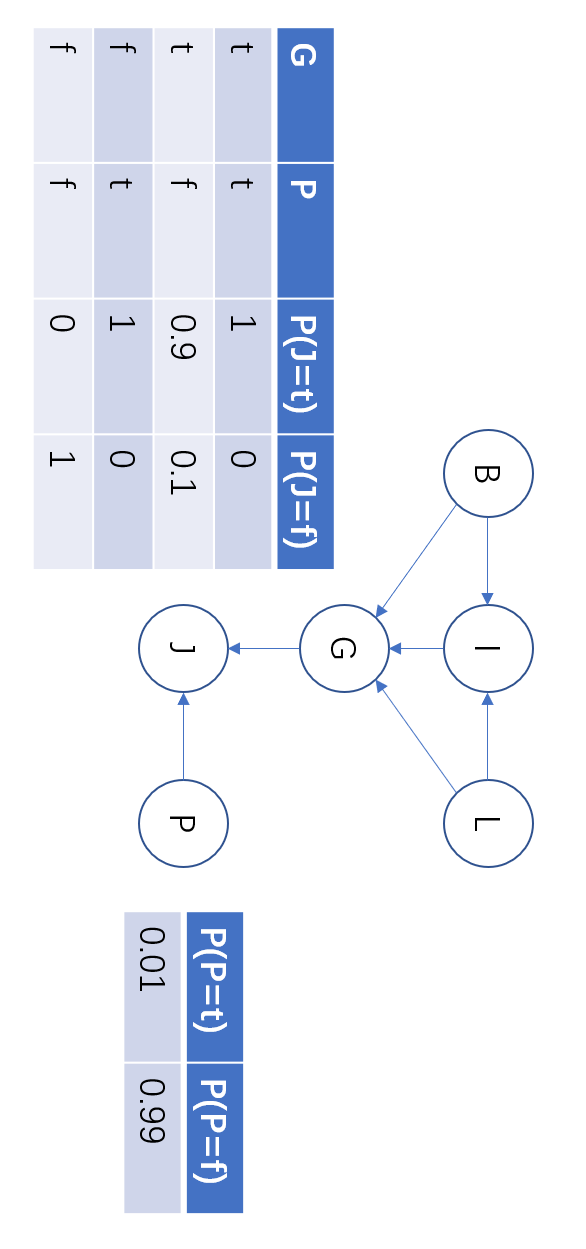 B
I
L
G
J
P
G P P(J=t) P(J=f)
t t 1 0
t f 0.9 0.1
f t 1 0
f f 0 1
P(P=t) P(P=f)
0.01 0.99